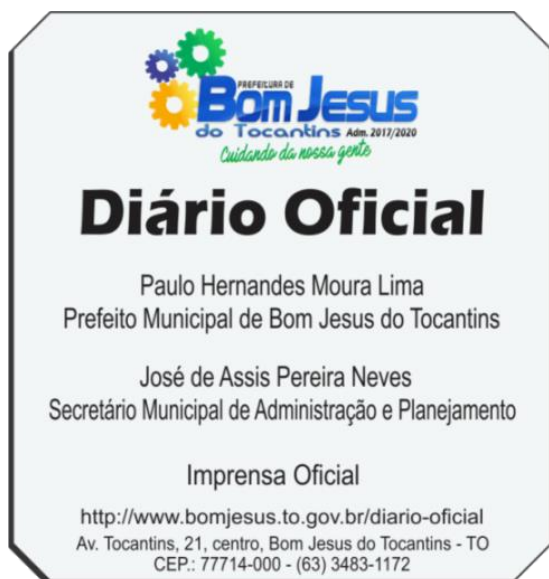 PREFEITURA DE
Bom Jesus
do Tocantins Adm. 2017/2020
Cuidando da nossa gente
Diário Oficial
Paulo Hernandes Moura Lima
Prefeito Municipal de Bom Jesus do Tocantins
José de Assis Pereira Neves
Secretário Municipal de Administração e Planejamento
Imprensa Oficial
http://www.bomjesus.to.gov.br/diario-oficial
Av. Tocantins, 21, centro, Bom Jesus do Tocantins - TO
CEP.: 77714-000 - (63) 3483-1172